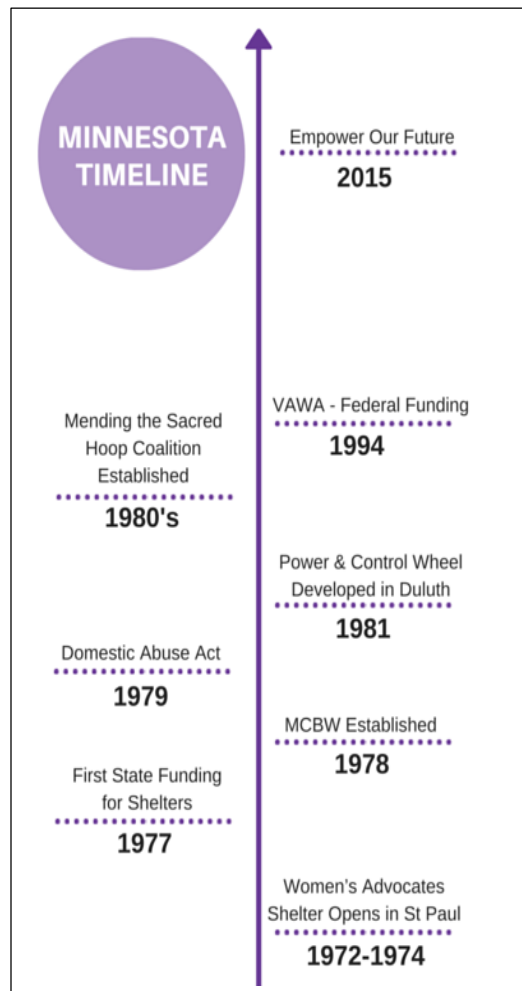 MINNESOTA
TIMELINE
Empower Our Future
2015
VAWA - Federal Funding
1994
Mending the Sacred
Hoop Coalition
Established
1980's
Power & Control Wheel
Developed in Duluth
1981
Domestic Abuse Act
1979
MCBW Established
1978
First State Funding
for Shelters
1977
Women's Advocates
Shelter Opens in St Paul
1972-1974